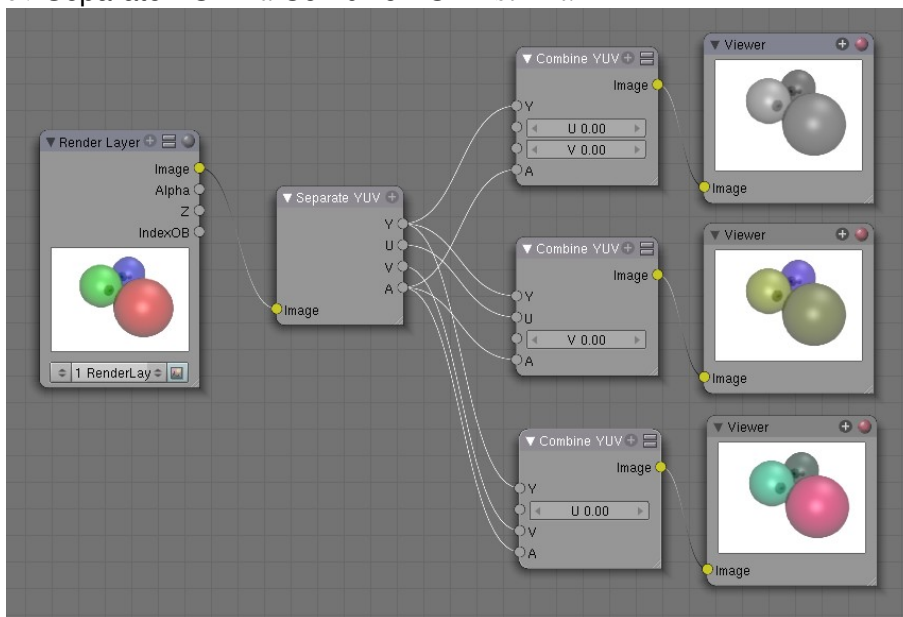 Render Layer
Image
Alpha
Z
IndexOB
1 RenderLay
Separate YUV
Y
U
V
A
Image
Combine YUV
Image
Y
U 0.00
V 0.00
A
Viewer
Image
Combine YUV
Image
Y
U
V 0.00
A
Viewer
Image
Combine YUV
Image
Y
U 0.00
V
A
Viewer
Image